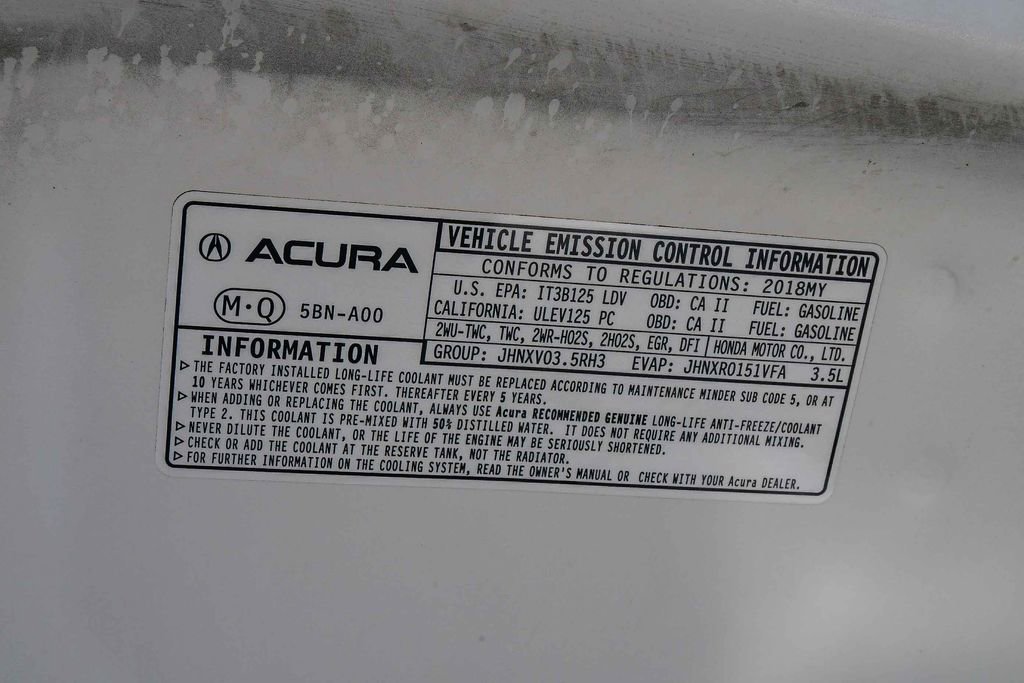 ACURA
M·Q 5BN-A00
VEHICLE EMISSION CONTROL INFORMATION
CONFORMS TO REGULATIONS: 2018MY
U.S. EPA: IT3B125 LDV OBD: CA II FUEL: GASOLINE
CALIFORNIA: ULEV125 PC OBD: CA II FUEL: GASOLINE
2WU-TWC, TWC, 2WR-HO2S, 2HO2S, EGR, DFI HONDA MOTOR CO., LTD.
GROUP: JHNXV03.5RH3 EVAP: JHNXR0151VFA 3.5L
INFORMATION
▷ THE FACTORY INSTALLED LONG-LIFE COOLANT MUST BE REPLACED ACCORDING TO MAINTENANCE MINDER SUB CODE 5, OR AT
10 YEARS WHICHEVER COMES FIRST. THEREAFTER EVERY 5 YEARS.
▷ WHEN ADDING OR REPLACING THE COOLANT, ALWAYS USE Acura RECOMMENDED GENUINE LONG-LIFE ANTI-FREEZE/COOLANT
TYPE 2. THIS COOLANT IS PRE-MIXED WITH 50% DISTILLED WATER. IT DOES NOT REQUIRE ANY ADDITIONAL MIXING.
▷ NEVER DILUTE THE COOLANT, OR THE LIFE OF THE ENGINE MAY BE SERIOUSLY SHORTENED.
▷ CHECK OR ADD THE COOLANT AT THE RESERVE TANK, NOT THE RADIATOR.
▷ FOR FURTHER INFORMATION ON THE COOLING SYSTEM, READ THE OWNER'S MANUAL OR CHECK WITH YOUR Acura DEALER.